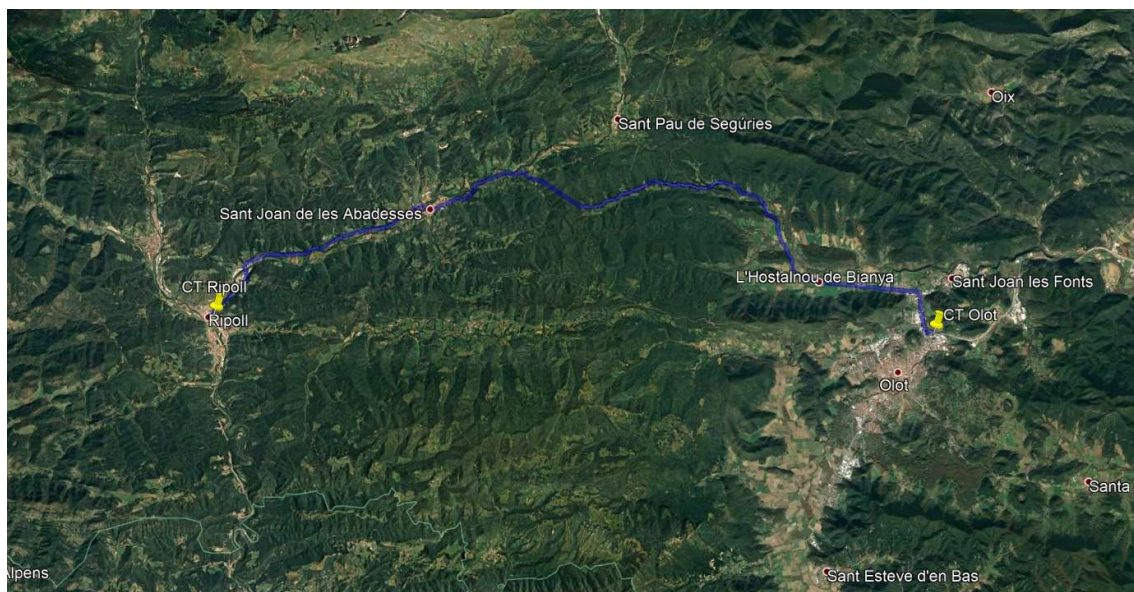 Oix
Sant Pau de Segúries
Sant Joan de les Abadesses
L'Hostalnou de Bianya
Sant Joan les Fonts
CT Ripoll
Ripoll
CT Olot
Olot
Santa
Alpens
Sant Esteve d'en Bas